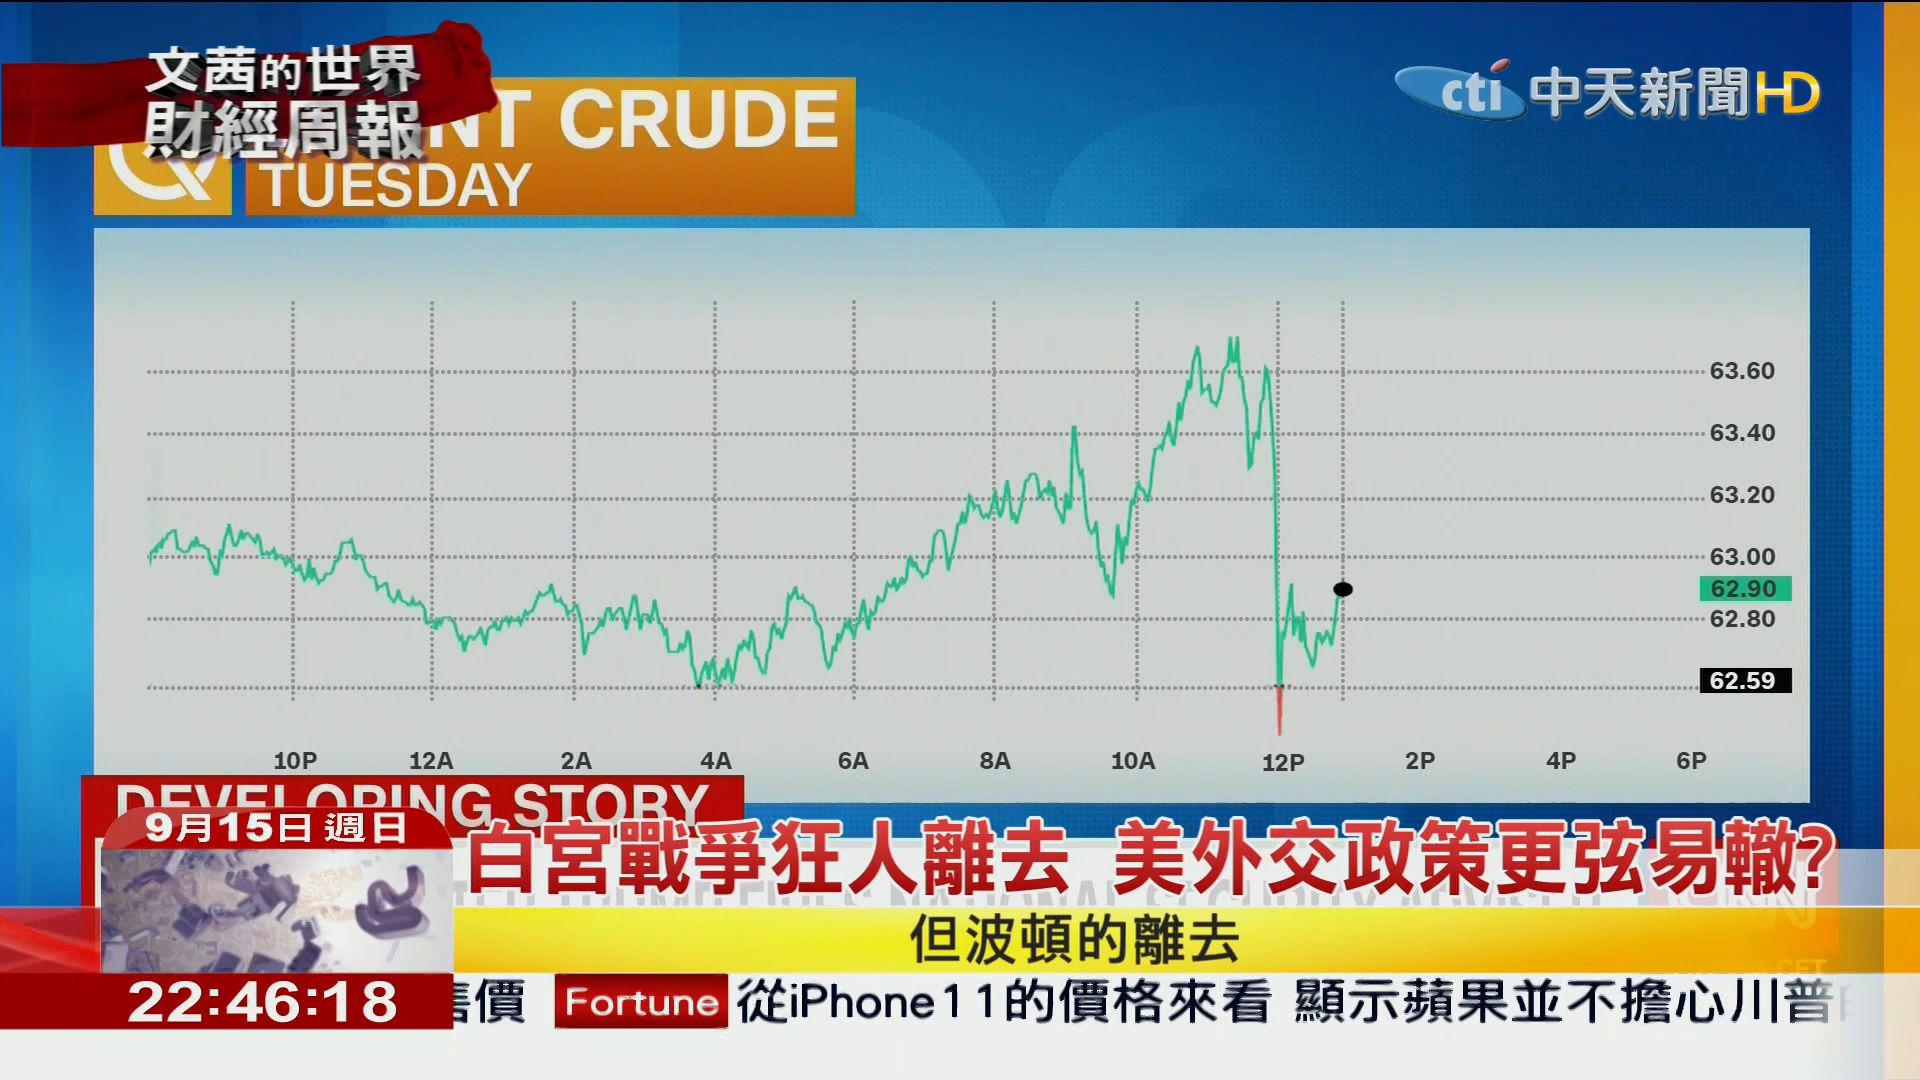 文茜的世界
財經周報
cti 中天新聞HD
NT CRUDE
TUESDAY
63.60
63.40
63.20
63.00
62.90
62.80
62.59
10P 12A 2A 4A 6A 8A 10A 12P 2P 4P 6P
DEVELOPING STORY
9月15日 週日
白宮戰爭狂人離去 美外交政策更弦易轍?
但波頓的離去
22:46:18
售價 Fortune 從iPhone11的價格來看 顯示蘋果並不擔心川普